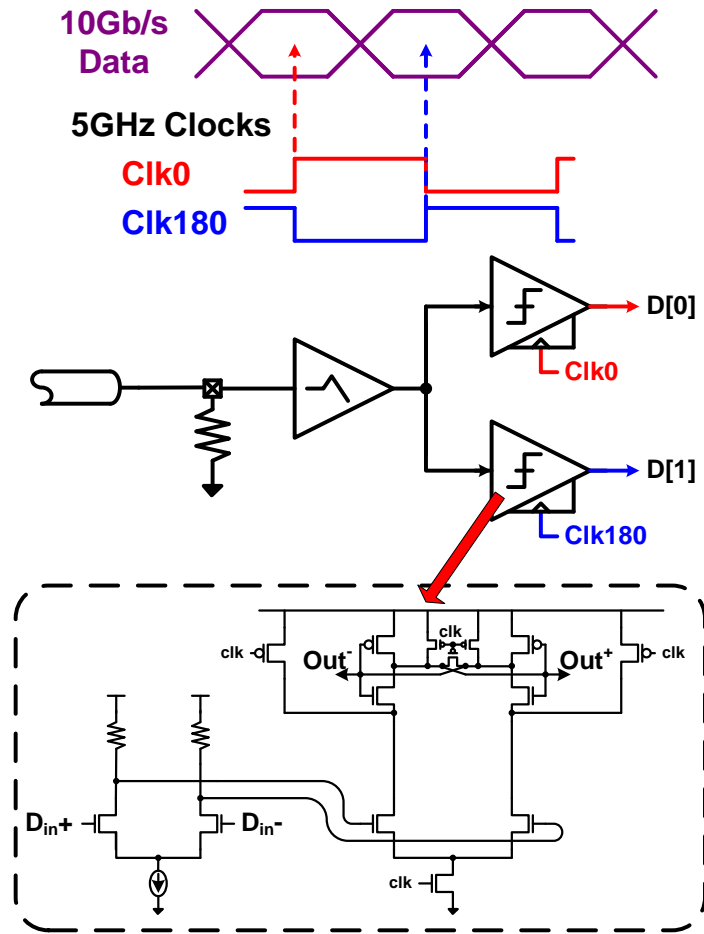 10Gb/s
Data
5GHz Clocks
Clk0
Clk180
D[0]
Clk0
D[1]
Clk180
clk
clk
clk
Out-
Out+
Din+
Din-
clk